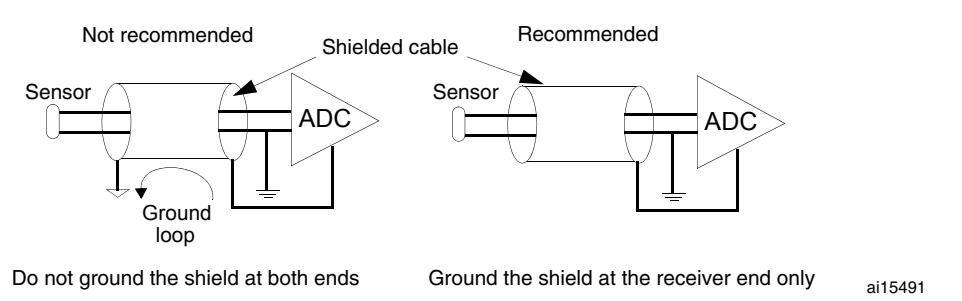 Not recommended
Recommended
Shielded cable
Sensor
ADC
Sensor
ADC
Ground
loop
Do not ground the shield at both ends
Ground the shield at the receiver end only
ai15491